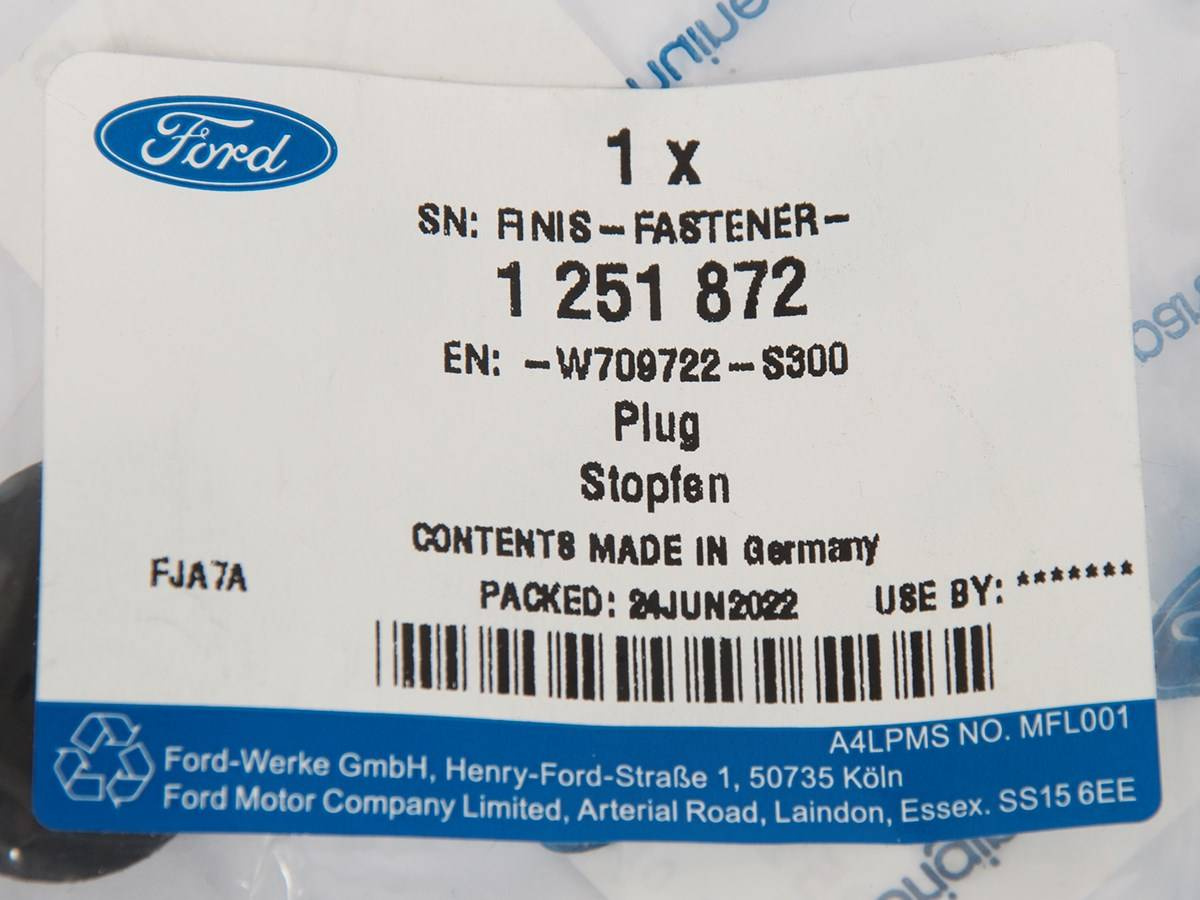 Ford
1 x
SN: FINIS-FASTENER-
1 251 872
EN: -W709722-S300
Plug
Stopfen
CONTENTS MADE IN Germany
FJA7A
PACKED: 24JUN2022
USE BY: *******
A4LPMS NO. MFL001
Ford-Werke GmbH, Henry-Ford-Straße 1, 50735 Köln
Ford Motor Company Limited, Arterial Road, Laindon, Essex. SS15 6EE